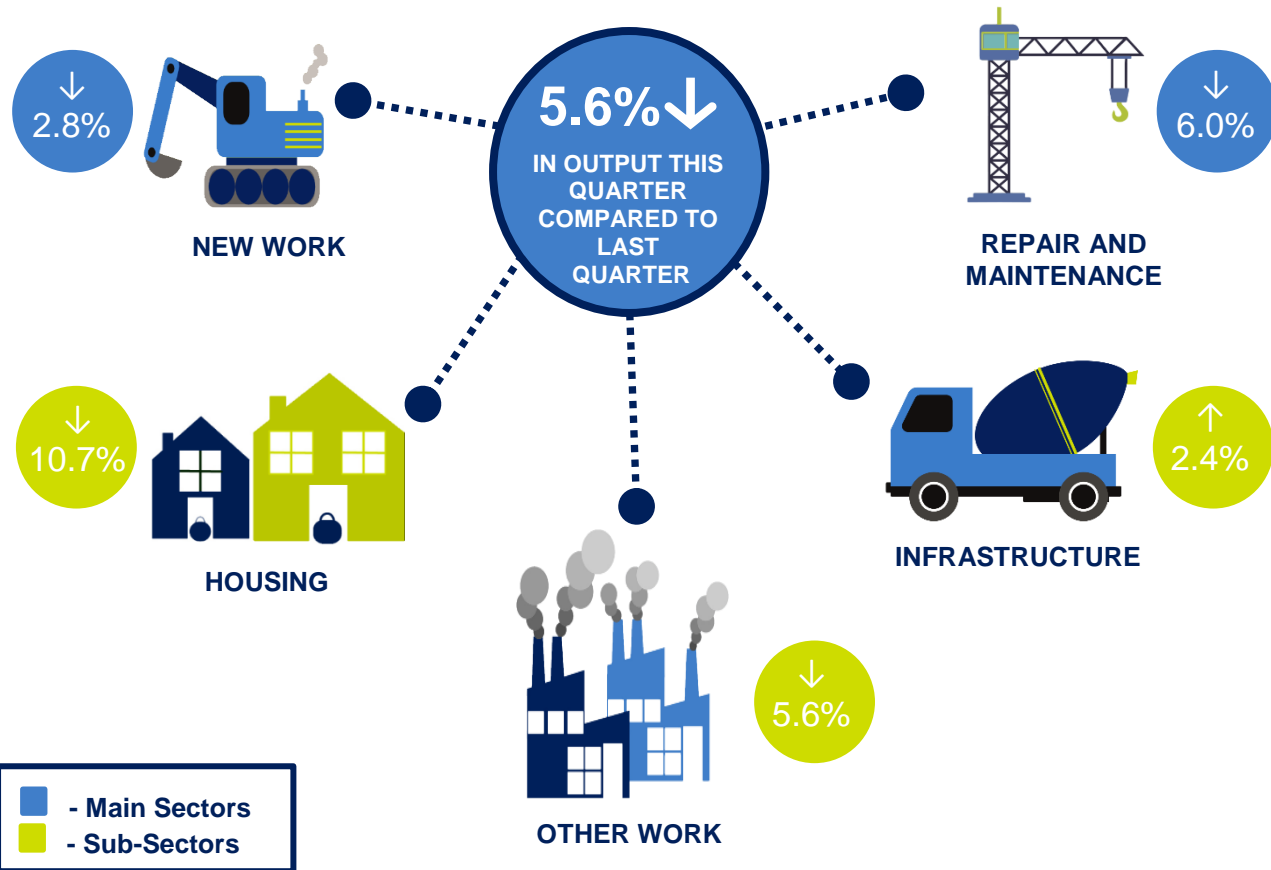 5.6%↓
IN OUTPUT THIS
QUARTER
COMPARED TO
LAST
QUARTER
↓
2.8%
NEW WORK
↓
6.0%
REPAIR AND
MAINTENANCE
↓
10.7%
HOUSING
↑
2.4%
INFRASTRUCTURE
↓
5.6%
OTHER WORK
- Main Sectors
- Sub-Sectors